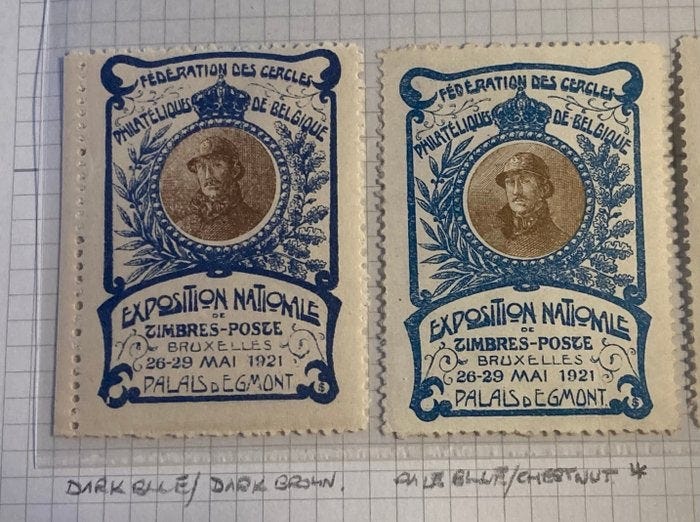 FÉDÉRATION DES CERCLES
PHILATÉLIQUES DE BELGIQUE
EXPOSITION NATIONALE
DE
TIMBRES-POSTE
BRUXELLES
26-29 MAI 1921
PALAIS D'EGMONT
S
FÉDÉRATION DES CERCLES
PHILATÉLIQUES DE BELGIQUE
EXPOSITION NATIONALE
DE
TIMBRES-POSTE
BRUXELLES
26-29 MAI 1921
PALAIS D'EGMONT
S
DARK BLUE / DARK BROWN.
PALE BLUE / CHESTNUT *